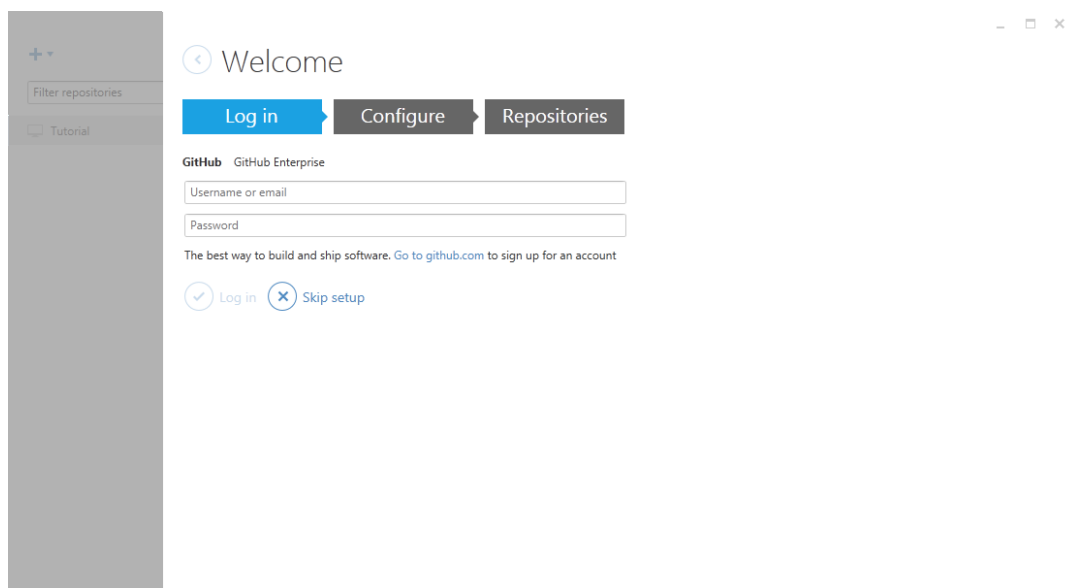 Filter repositories
Tutorial
Welcome
Log in
Configure
Repositories
GitHub GitHub Enterprise
Username or email
Password
The best way to build and ship software. Go to github.com to sign up for an account
Log in Skip setup